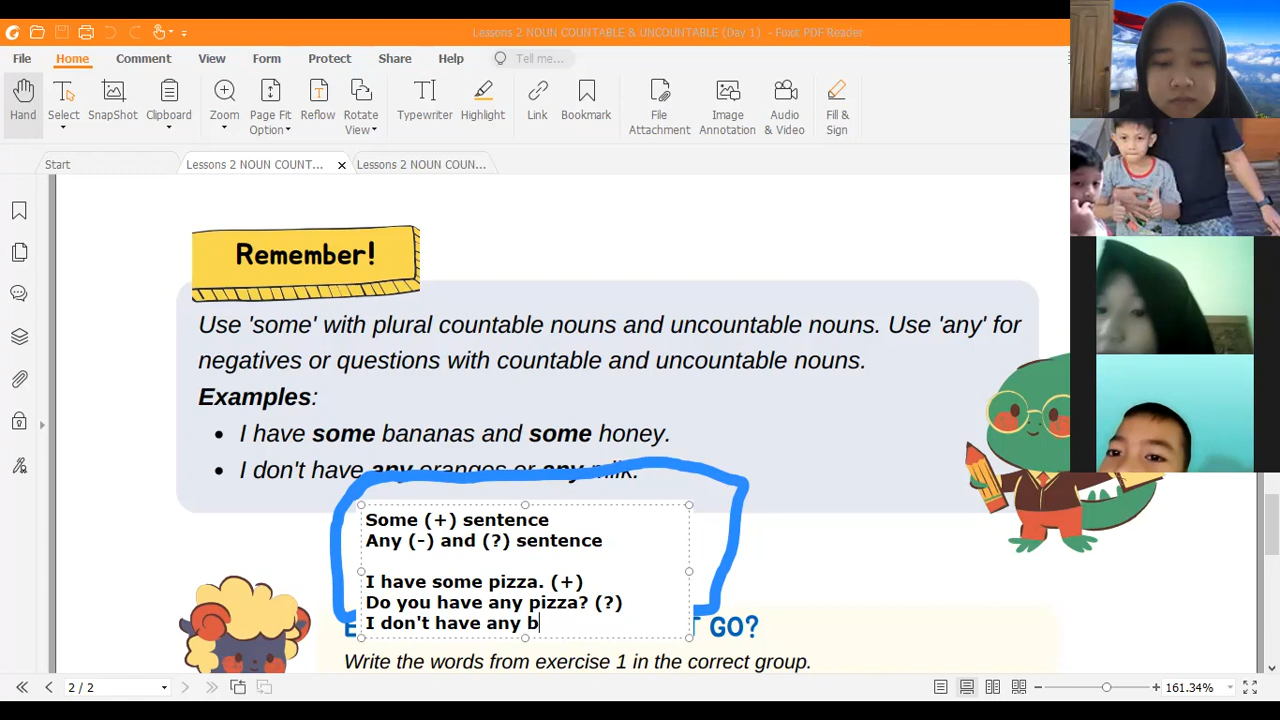 Lessons 2 NOUN COUNTABLE & UNCOUNTABLE (Day 1) - Foxit PDF Reader
File Home Comment View Form Protect Share Help Tell me...
Hand Select SnapShot Clipboard Zoom Page Fit Option Reflow Rotate View Typewriter Highlight Link Bookmark File Attachment Image Annotation Audio & Video Fill & Sign
Start Lessons 2 NOUN COUNT... Lessons 2 NOUN COUN...
Remember!
Use 'some' with plural countable nouns and uncountable nouns. Use 'any' for
negatives or questions with countable and uncountable nouns.
Examples:
• I have some bananas and some honey.
• I don't have any oranges or any milk.
Some (+) sentence
Any (-) and (?) sentence
I have some pizza. (+)
Do you have any pizza? (?)
I don't have any b
GO?
Write the words from exercise 1 in the correct group.
2 / 2
161.34%